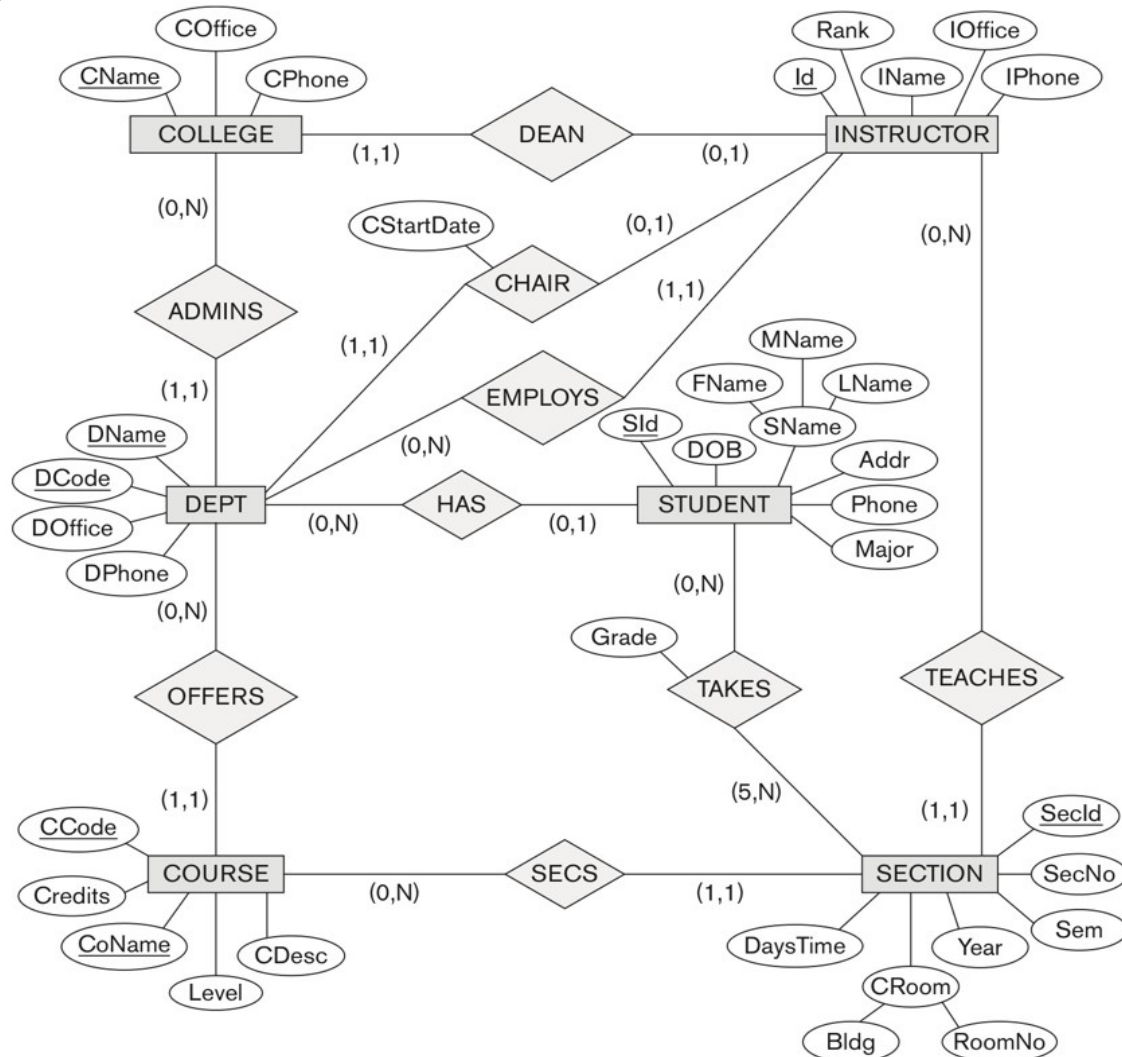 COffice
Rank
IOffice
CName
CPhone
Id
IName
IPhone
COLLEGE
DEAN
INSTRUCTOR
(1,1)
(0,1)
(0,N)
CStartDate
(0,1)
(0,N)
CHAIR
ADMINS
(1,1)
(1,1)
MName
(1,1)
EMPLOYS
FName
LName
DName
(0,N)
SId
SName
DOB
Addr
DCode
DEPT
HAS
STUDENT
Phone
DOffice
(0,N)
(0,1)
Major
DPhone
(0,N)
(0,N)
Grade
TEACHES
OFFERS
TAKES
(1,1)
(5,N)
(1,1)
SecId
CCode
COURSE
SECS
SECTION
SecNo
Credits
(0,N)
(1,1)
CoName
CDesc
DaysTime
Year
Sem
Level
CRoom
Bldg
RoomNo